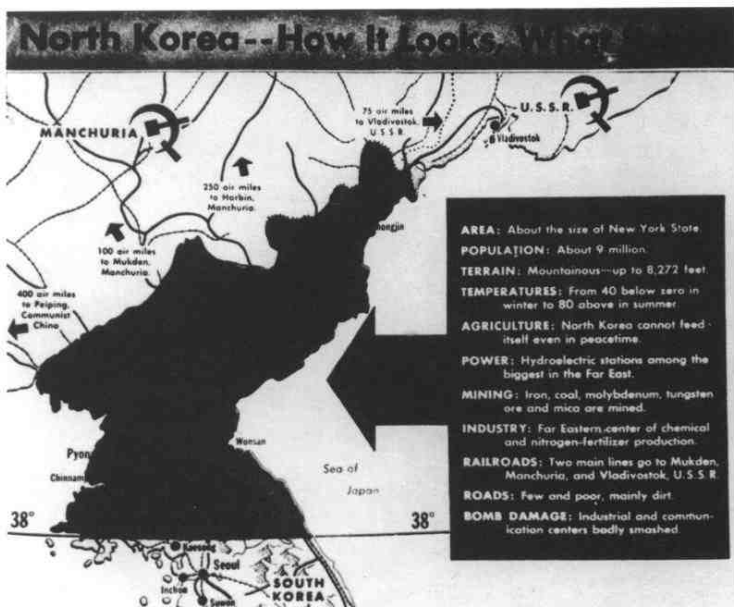 North Korea--How It Looks, What
MANCHURIA
75 air miles
to Vladivostok,
U.S.S.R.
U.S.S.R.
Vladivostok
250 air miles
to Harbin,
Manchuria.
100 air miles
to Mukden,
Manchuria.
400 air miles
to Peiping,
Communist
China
hongjin
AREA: About the size of New York State.
POPULATION: About 9 million.
TERRAIN: Mountainous—up to 8,272 feet.
TEMPERATURES: From 40 below zero in
winter to 80 above in summer
AGRICULTURE: North Korea cannot feed
itself even in peacetime.
POWER: Hydroelectric stations among the
biggest in the Far East.
MINING: Iron, coal, molybdenum, tungsten
ore and mica are mined.
INDUSTRY: Far Eastern center of chemical
and nitrogen-fertilizer production.
RAILROADS: Two main lines go to Mukden,
Manchuria, and Vladivostok, U.S.S.R.
ROADS: Few and poor, mainly dirt.
BOMB DAMAGE: Industrial and commun-
ication centers badly smashed.
Pyon
Chinnam
Wonsan
Sea of
Japan
38°
38°
Kaesong
Seoul
Inchon
Suwon
SOUTH
KOREA